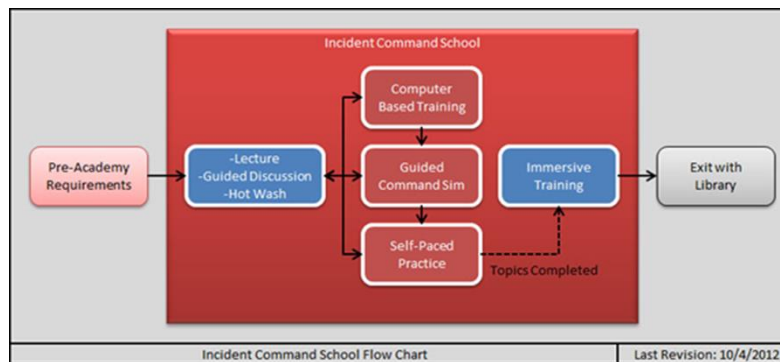 Incident Command School
Computer
Based Training
Pre-Academy
Requirements
-Lecture
-Guided Discussion
-Hot Wash
Guided
Command Sim
Immersive
Training
Exit with
Library
Self-Paced
Practice
Topics Completed
Incident Command School Flow Chart
Last Revision: 10/4/2012